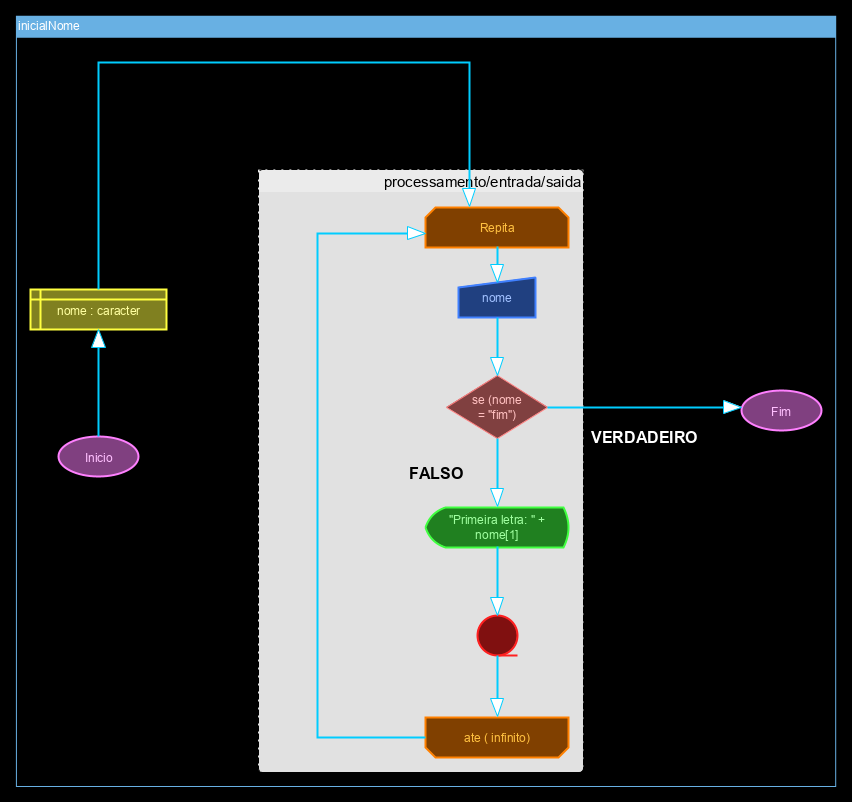 inicialNome
processamento/entrada/saida
Repita
nome
nome : caracter
se (nome
= "fim")
Fim
VERDADEIRO
Inicio
FALSO
"Primeira letra: " +
nome[1]
ate ( infinito)